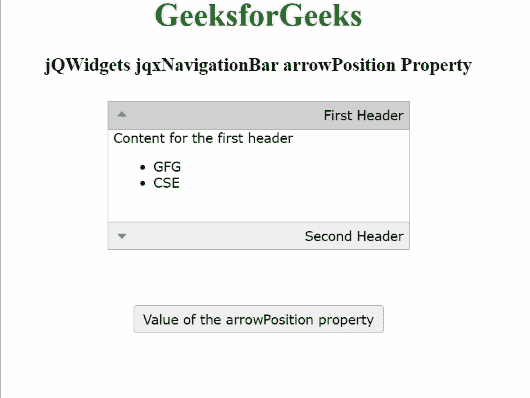 GeeksforGeeks
jQWidgets jqxNavigationBar arrowPosition Property
First Header
Content for the first header
GFG
CSE
Second Header
Value of the arrowPosition property